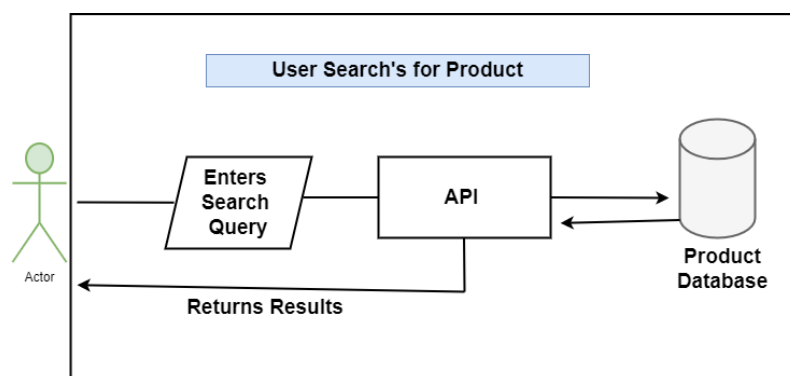 User Search's for Product
Enters
Search
Query
API
Product
Database
Actor
Returns Results